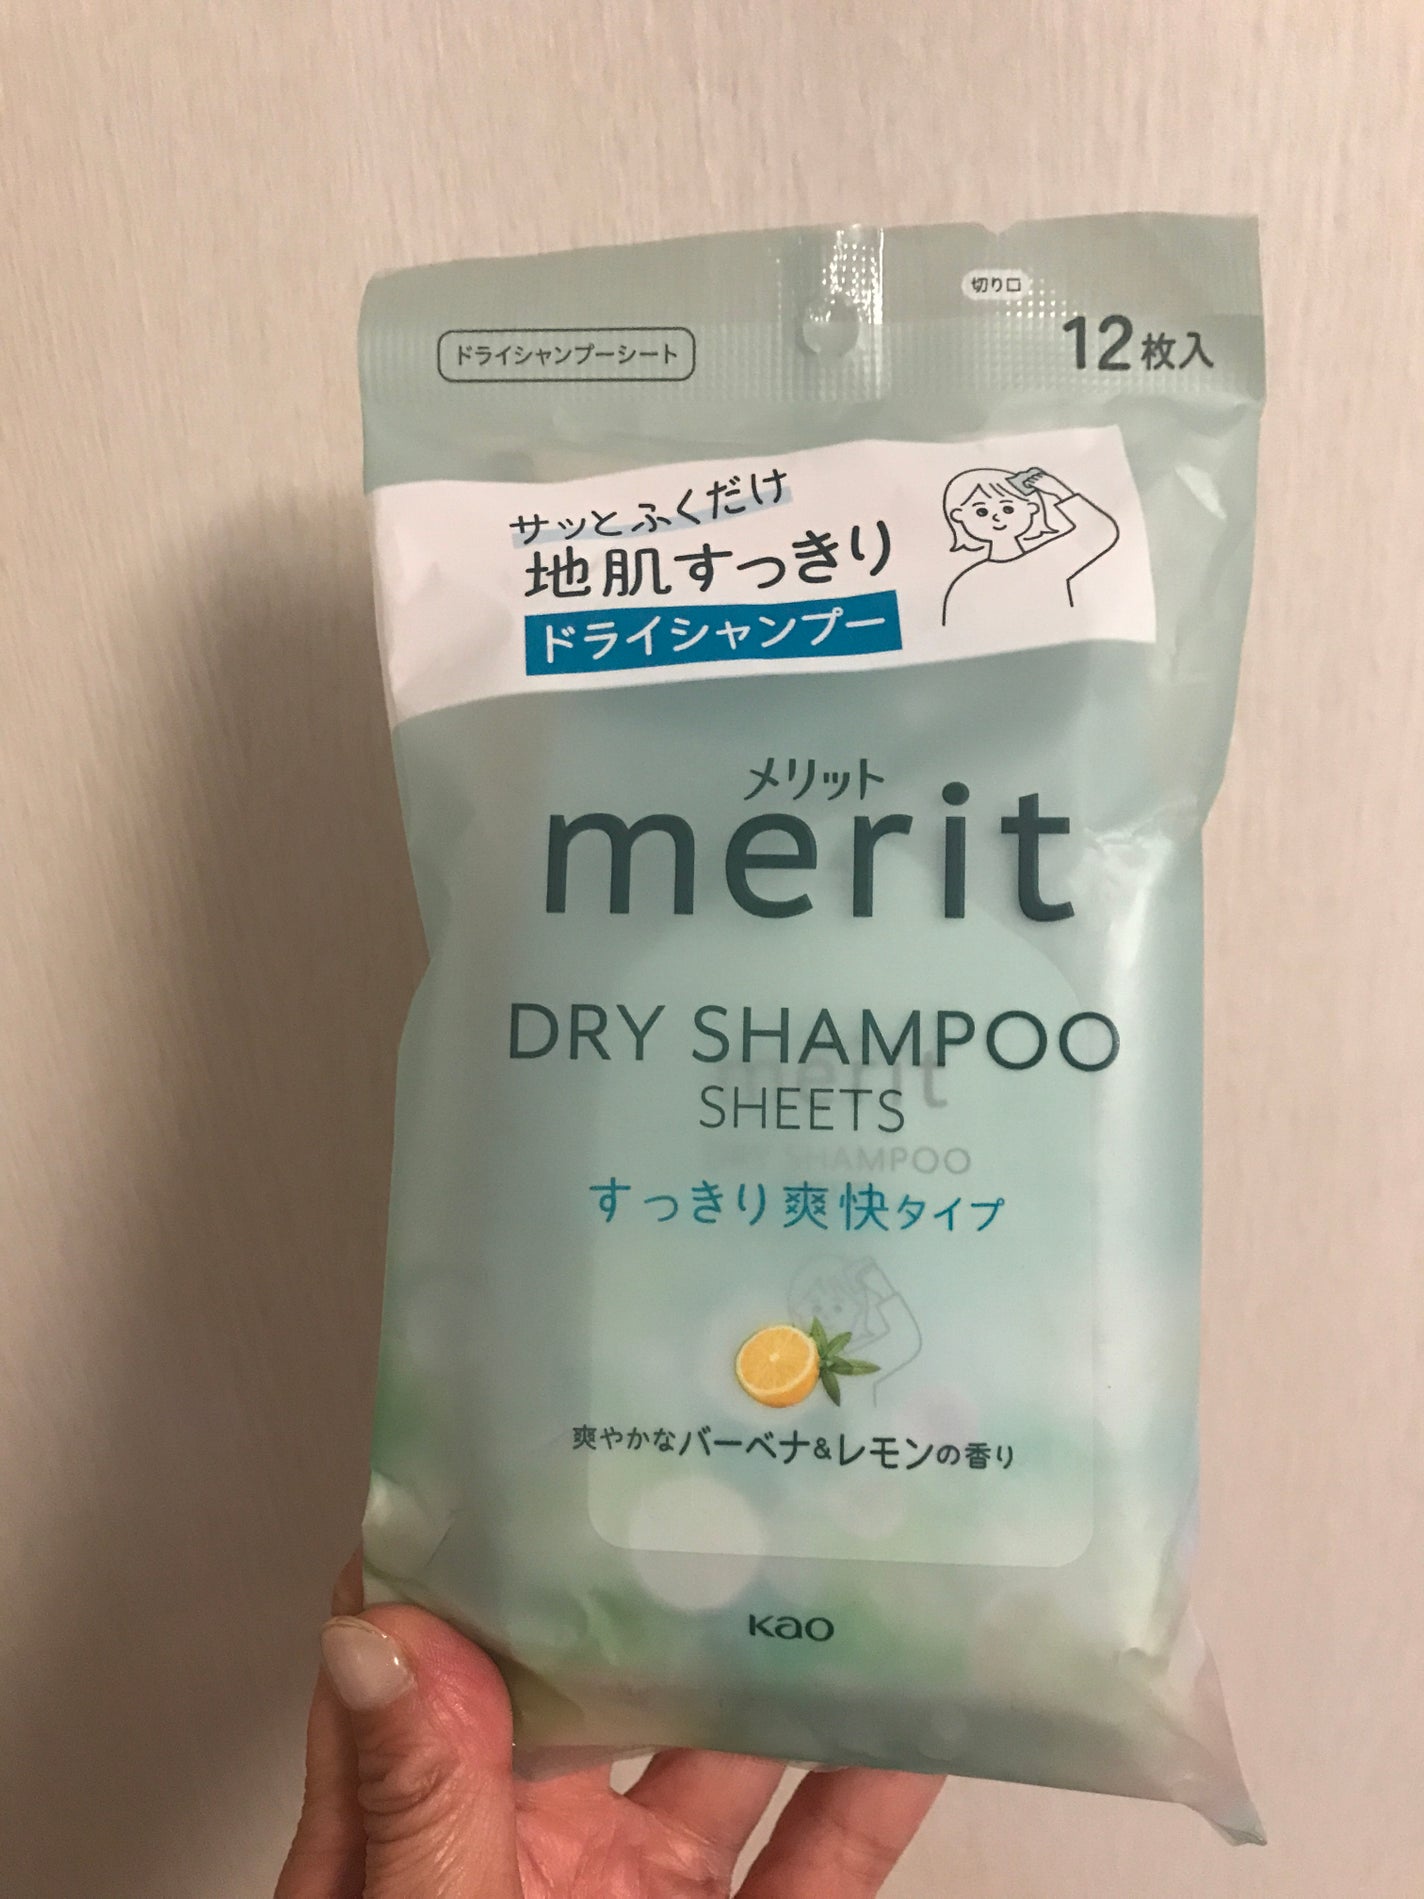 切り口
ドライシャンプーシート
12枚入
サッとふくだけ
地肌すっきり
ドライシャンプー
メリット
merit
DRY SHAMPOO
merit
SHEETS
DRY SHAMPOO
すっきり爽快タイプ
爽やかなバーベナ&レモンの香り
Kao